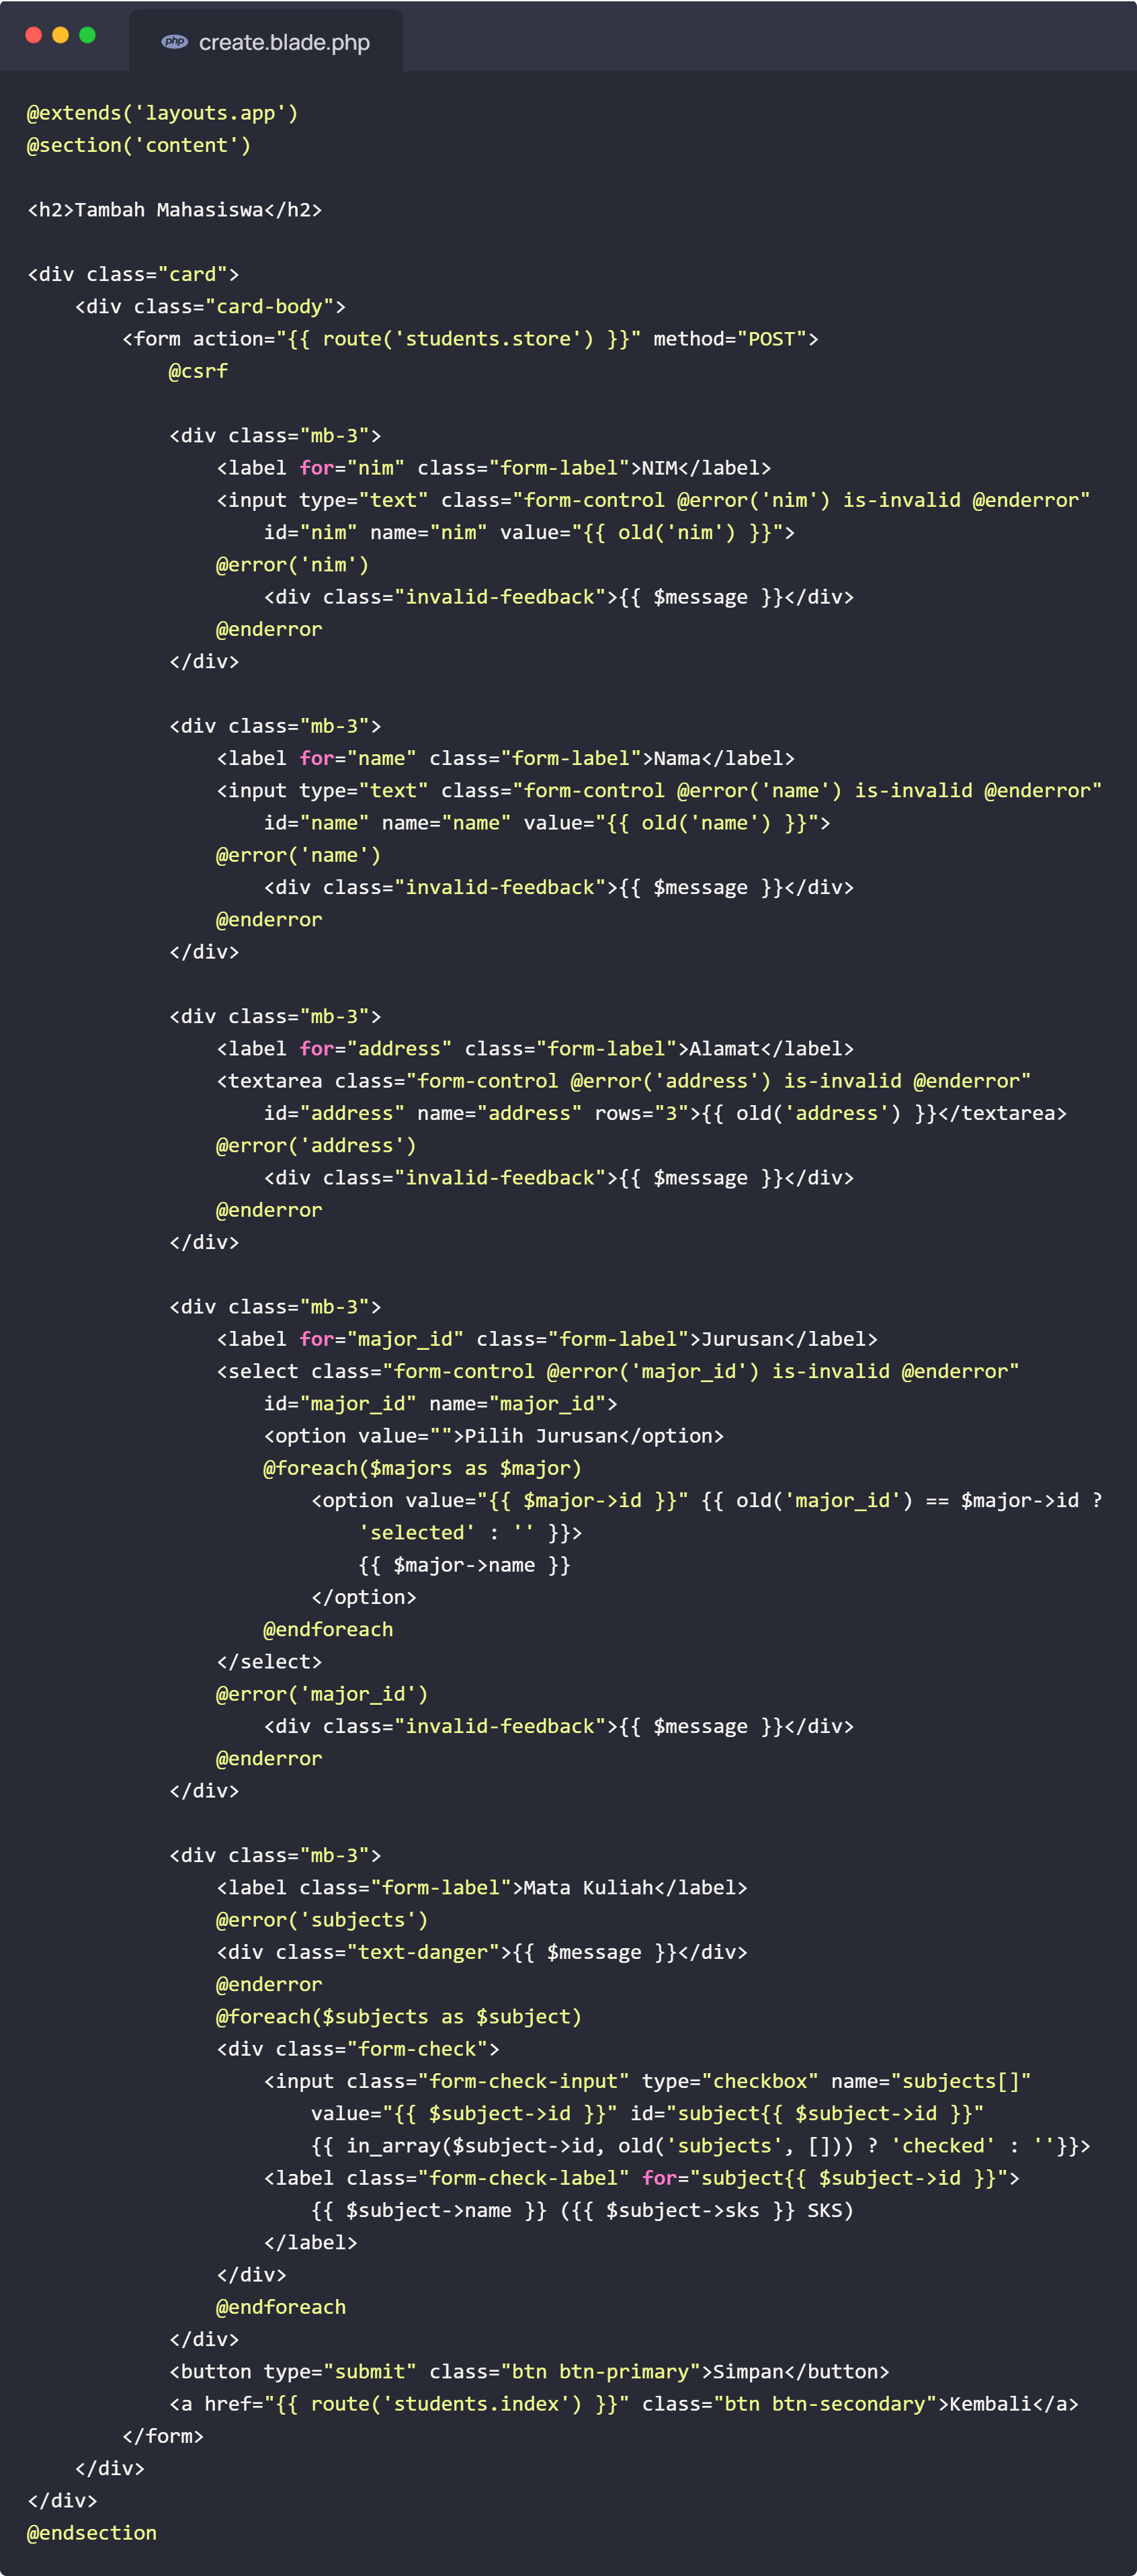 php create.blade.php
@extends('layouts.app')
@section('content')

<h2>Tambah Mahasiswa</h2>

<div class="card">
    <div class="card-body">
        <form action="{{ route('students.store') }}" method="POST">
            @csrf

            <div class="mb-3">
                <label for="nim" class="form-label">NIM</label>
                <input type="text" class="form-control @error('nim') is-invalid @enderror"
                    id="nim" name="nim" value="{{ old('nim') }}">
                @error('nim')
                    <div class="invalid-feedback">{{ $message }}</div>
                @enderror
            </div>

            <div class="mb-3">
                <label for="name" class="form-label">Nama</label>
                <input type="text" class="form-control @error('name') is-invalid @enderror"
                    id="name" name="name" value="{{ old('name') }}">
                @error('name')
                    <div class="invalid-feedback">{{ $message }}</div>
                @enderror
            </div>

            <div class="mb-3">
                <label for="address" class="form-label">Alamat</label>
                <textarea class="form-control @error('address') is-invalid @enderror"
                    id="address" name="address" rows="3">{{ old('address') }}</textarea>
                @error('address')
                    <div class="invalid-feedback">{{ $message }}</div>
                @enderror
            </div>

            <div class="mb-3">
                <label for="major_id" class="form-label">Jurusan</label>
                <select class="form-control @error('major_id') is-invalid @enderror"
                    id="major_id" name="major_id">
                    <option value="">Pilih Jurusan</option>
                    @foreach($majors as $major)
                        <option value="{{ $major->id }}" {{ old('major_id') == $major->id ?
                            'selected' : '' }}>
                            {{ $major->name }}
                        </option>
                    @endforeach
                </select>
                @error('major_id')
                    <div class="invalid-feedback">{{ $message }}</div>
                @enderror
            </div>

            <div class="mb-3">
                <label class="form-label">Mata Kuliah</label>
                @error('subjects')
                <div class="text-danger">{{ $message }}</div>
                @enderror
                @foreach($subjects as $subject)
                <div class="form-check">
                    <input class="form-check-input" type="checkbox" name="subjects[]"
                        value="{{ $subject->id }}" id="subject{{ $subject->id }}"
                        {{ in_array($subject->id, old('subjects', [])) ? 'checked' : ''}}>
                    <label class="form-check-label" for="subject{{ $subject->id }}">
                        {{ $subject->name }} ({{ $subject->sks }} SKS)
                    </label>
                </div>
                @endforeach
            </div>
            <button type="submit" class="btn btn-primary">Simpan</button>
            <a href="{{ route('students.index') }}" class="btn btn-secondary">Kembali</a>
        </form>
    </div>
</div>
@endsection